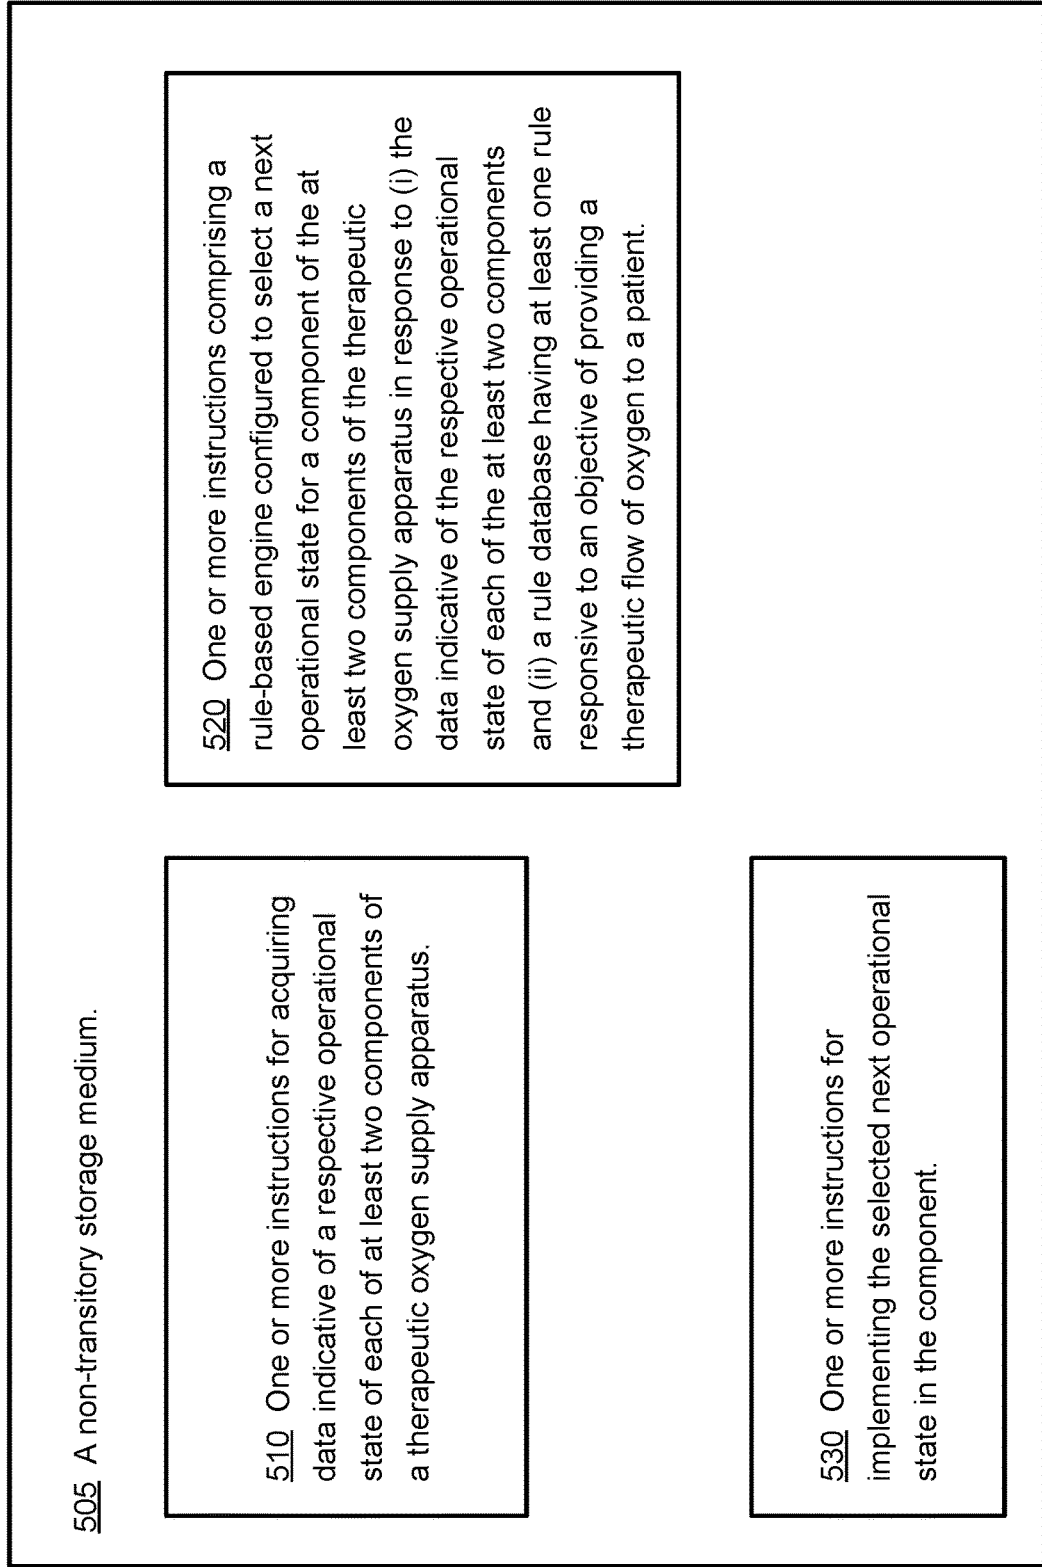 505 A non-transitory storage medium.
510 One or more instructions for acquiring
data indicative of a respective operational
state of each of at least two components of
a therapeutic oxygen supply apparatus.
520 One or more instructions comprising a
rule-based engine configured to select a next
operational state for a component of the at
least two components of the therapeutic
oxygen supply apparatus in response to (i) the
data indicative of the respective operational
state of each of the at least two components
and (ii) a rule database having at least one rule
responsive to an objective of providing a
therapeutic flow of oxygen to a patient.
530 One or more instructions for
implementing the selected next operational
state in the component.